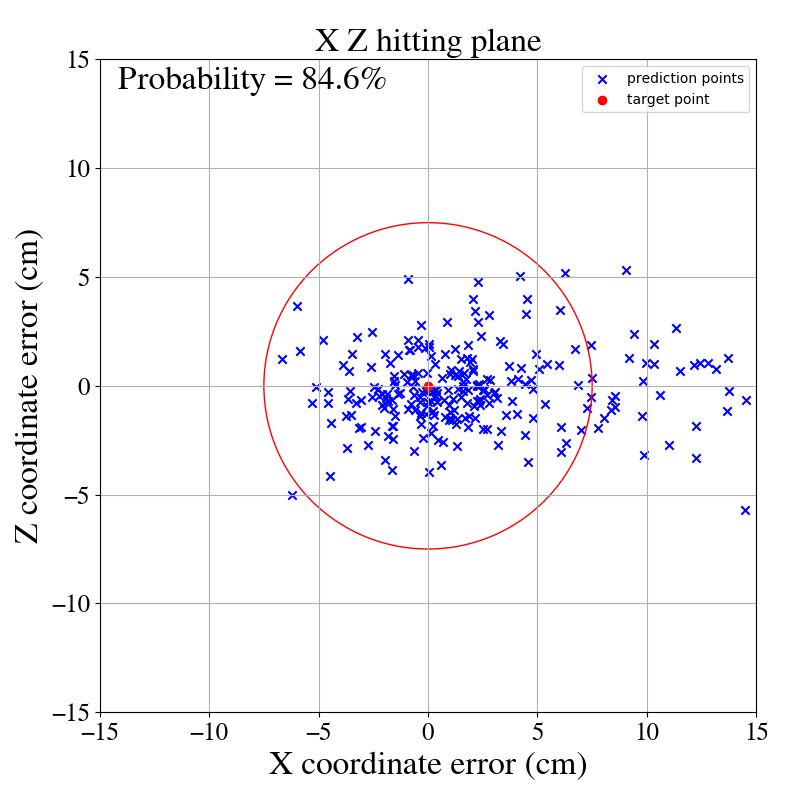 X Z hitting plane
Probability = 84.6%
prediction points
target point
15
10
5
0
−5
−10
−15
−15
−10
−5
0
5
10
15
Z coordinate error (cm)
X coordinate error (cm)